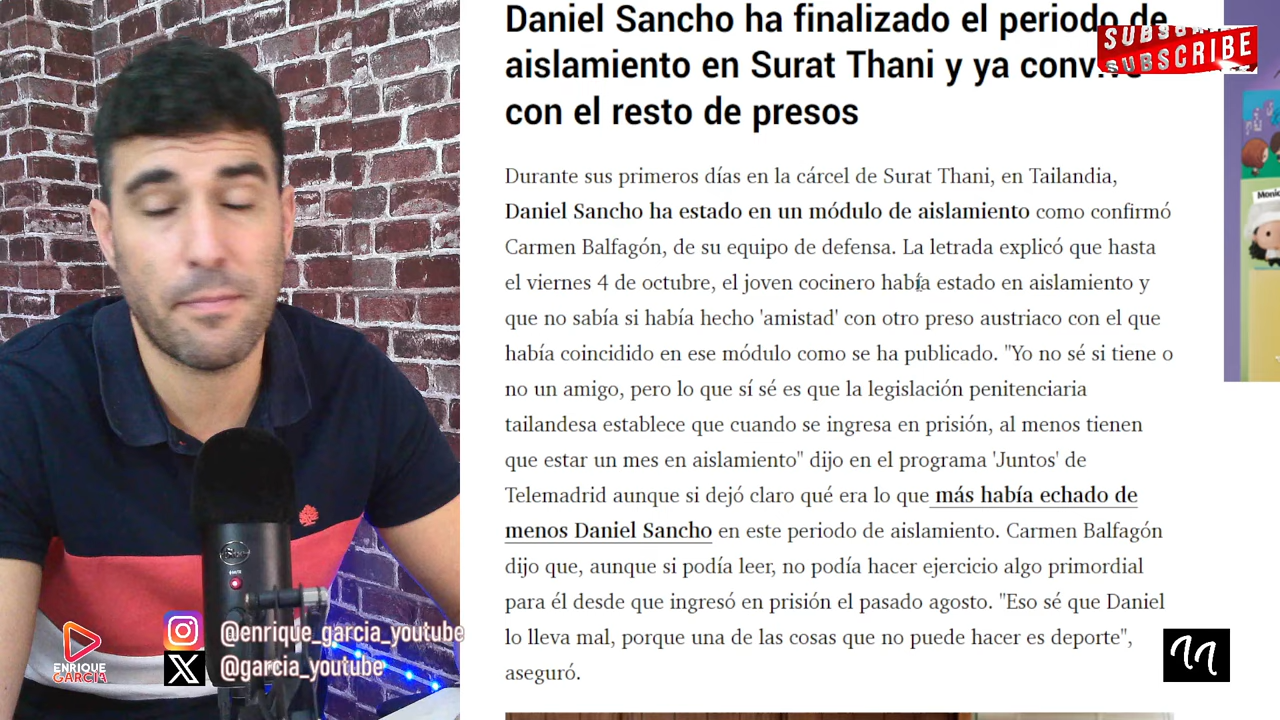 Daniel Sancho ha finalizado el periodo de
aislamiento en Surat Thani y ya convive
con el resto de presos
SUBSCRIBE
SUBSCRIBE
Durante sus primeros días en la cárcel de Surat Thani, en Tailandia,
Daniel Sancho ha estado en un módulo de aislamiento como confirmó
Carmen Balfagón, de su equipo de defensa. La letrada explicó que hasta
el viernes 4 de octubre, el joven cocinero había estado en aislamiento y
que no sabía si había hecho 'amistad' con otro preso austriaco con el que
había coincidido en ese módulo como se ha publicado. "Yo no sé si tiene o
no un amigo, pero lo que sí sé es que la legislación penitenciaria
tailandesa establece que cuando se ingresa en prisión, al menos tienen
que estar un mes en aislamiento" dijo en el programa 'Juntos' de
Telemadrid aunque si dejó claro qué era lo que más había echado de
menos Daniel Sancho en este periodo de aislamiento. Carmen Balfagón
dijo que, aunque si podía leer, no podía hacer ejercicio algo primordial
para él desde que ingresó en prisión el pasado agosto. "Eso sé que Daniel
lo lleva mal, porque una de las cosas que no puede hacer es deporte",
aseguró.
ENRIQUE
GARCIA
@enrique_garcia_youtube
@garcia_youtube